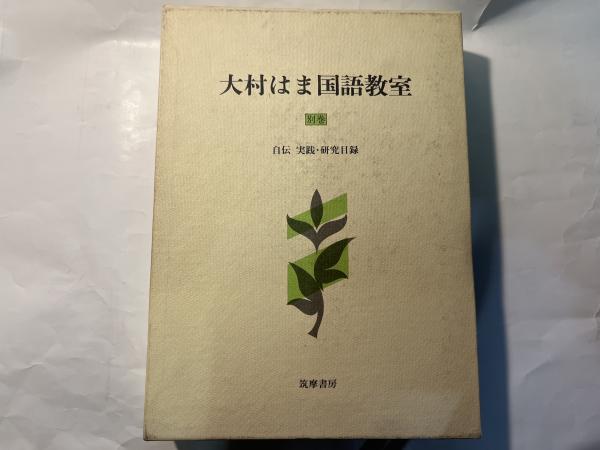 大村はま国語教室
別巻
自伝 実践・研究目録
筑摩書房